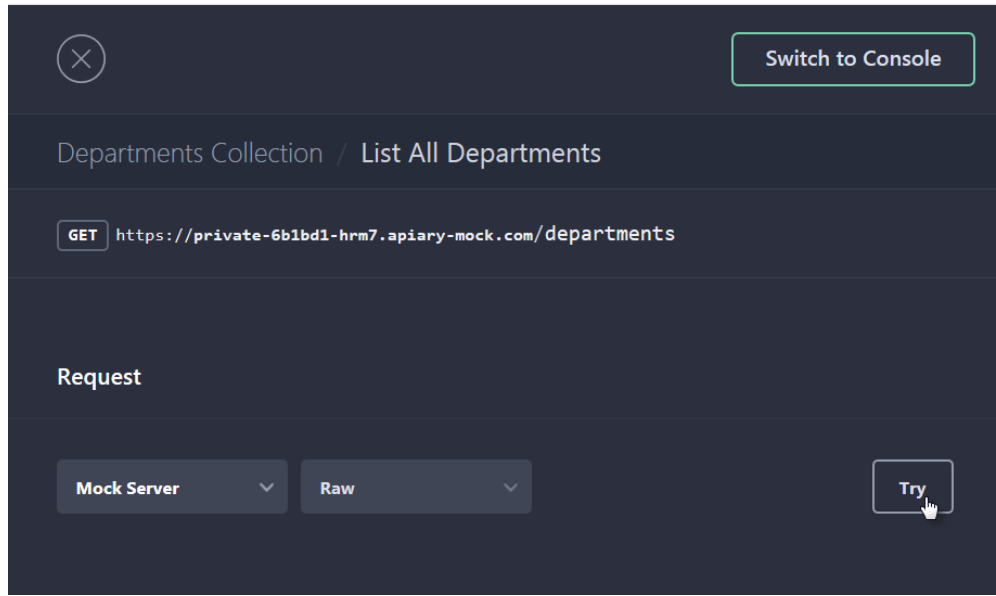 Switch to Console
Departments Collection / List All Departments
GET https://private-6b1bd1-hrm7.apiary-mock.com/departments
Request
Mock Server Raw Try